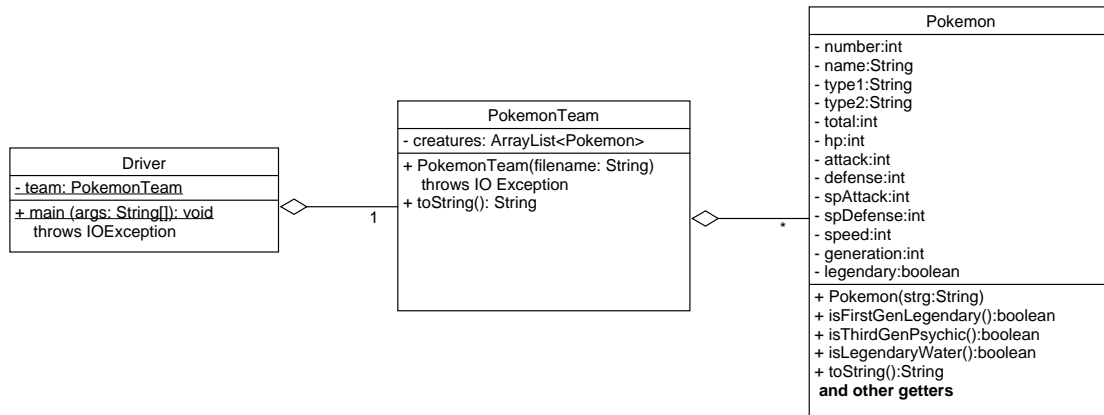 Driver
- team: PokemonTeam
+ main (args: String[]): void
throws IOException
1
PokemonTeam
- creatures: ArrayList<Pokemon>
+ PokemonTeam(filename: String)
throws IO Exception
+ toString(): String
*
Pokemon
- number:int
- name:String
- type1:String
- type2:String
- total:int
- hp:int
- attack:int
- defense:int
- spAttack:int
- spDefense:int
- speed:int
- generation:int
- legendary:boolean
+ Pokemon(strg:String)
+ isFirstGenLegendary():boolean
+ isThirdGenPsychic():boolean
+ isLegendaryWater():boolean
+ toString():String
and other getters